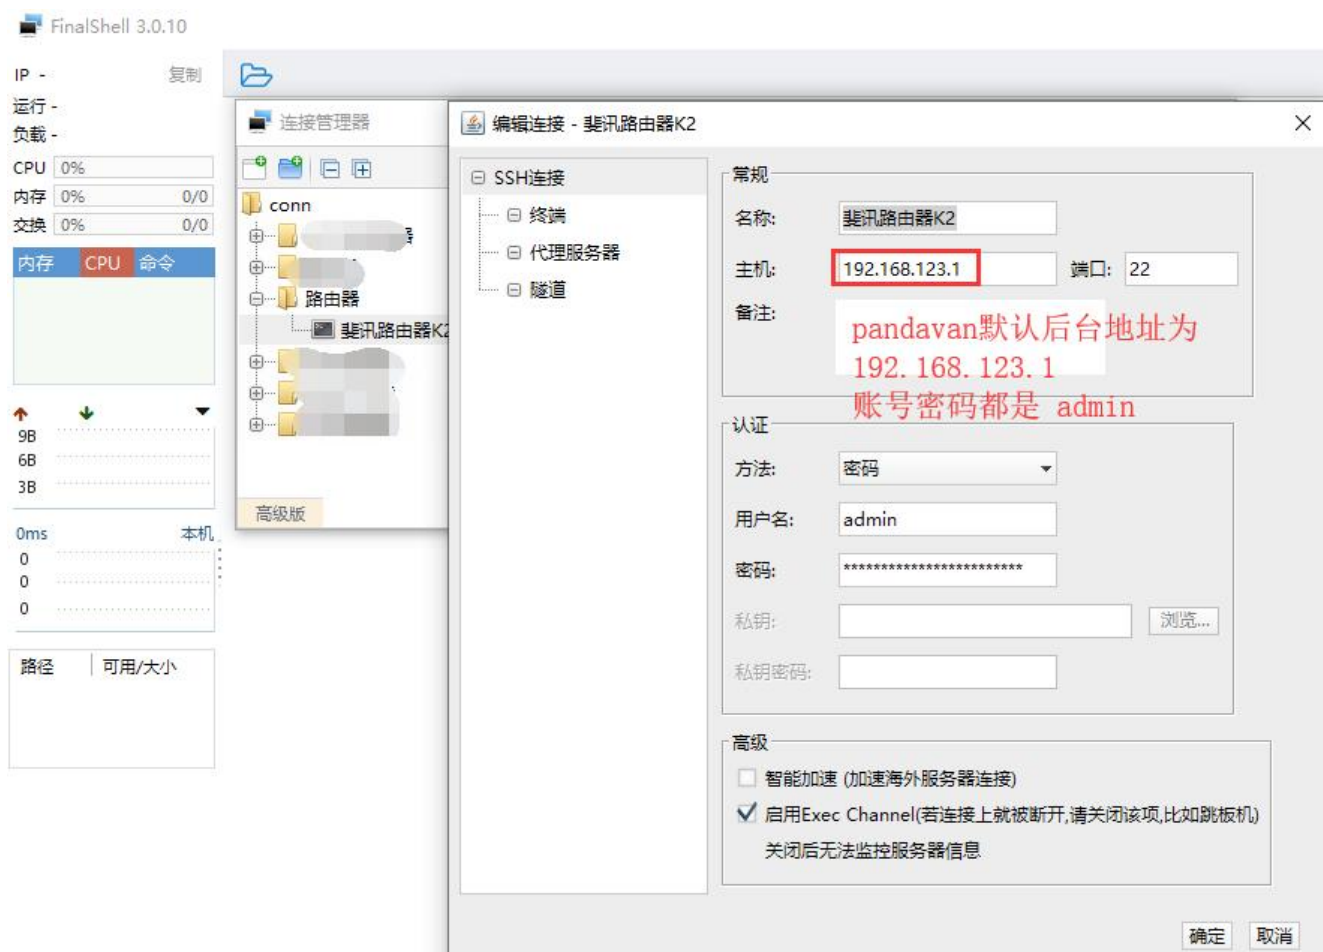 FinalShell 3.0.10
IP - 复制
运行 -
负载 -
CPU 0%
内存 0% 0/0
交换 0% 0/0
内存 CPU 命令
9B
6B
3B
0ms 本机
0
0
0
路径 可用/大小
连接管理器
conn
器
路由器
斐讯路由器K2
高级版
编辑连接 - 斐讯路由器K2
SSH连接
终端
代理服务器
隧道
常规
名称: 斐讯路由器K2
主机: 192.168.123.1 端口: 22
备注:
pandavan默认后台地址为
192.168.123.1
账号密码都是 admin
认证
方法: 密码
用户名: admin
密码: ************************
私钥: 浏览...
私钥密码:
高级
智能加速 (加速海外服务器连接)
启用Exec Channel(若连接上就被断开,请关闭该项,比如跳板机)
关闭后无法监控服务器信息
确定 取消